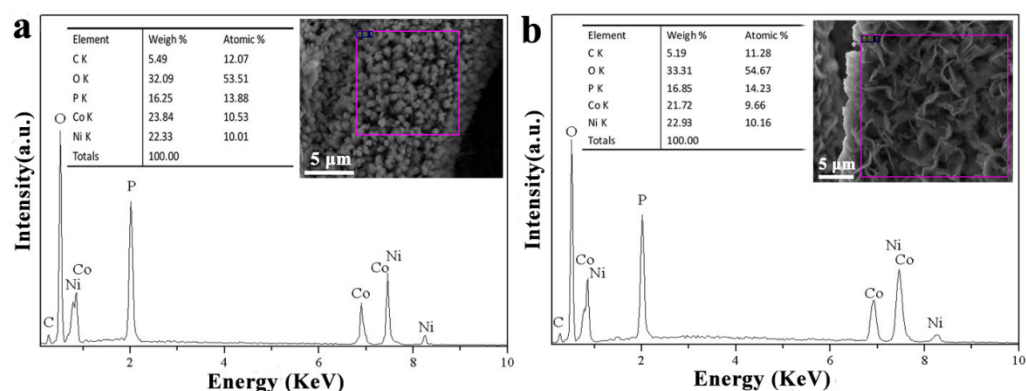 a
Element Weigh % Atomic %
C K 5.49 12.07
O K 32.09 53.51
P K 16.25 13.88
Co K 23.84 10.53
Ni K 22.33 10.01
Totals 100.00
5 μm
O
P
Co
Ni
C
Co
Co
Ni
Ni
Intensity(a.u.)
2 4 6 8 10
Energy (KeV)
b
Element Weigh % Atomic %
C K 5.19 11.28
O K 33.31 54.67
P K 16.85 14.23
Co K 21.72 9.66
Ni K 22.93 10.16
Totals 100.00
5 μm
O
P
Co
Ni
C
Ni
Co
Co
Ni
Intensity(a.u.)
2 4 6 8 10
Energy (KeV)